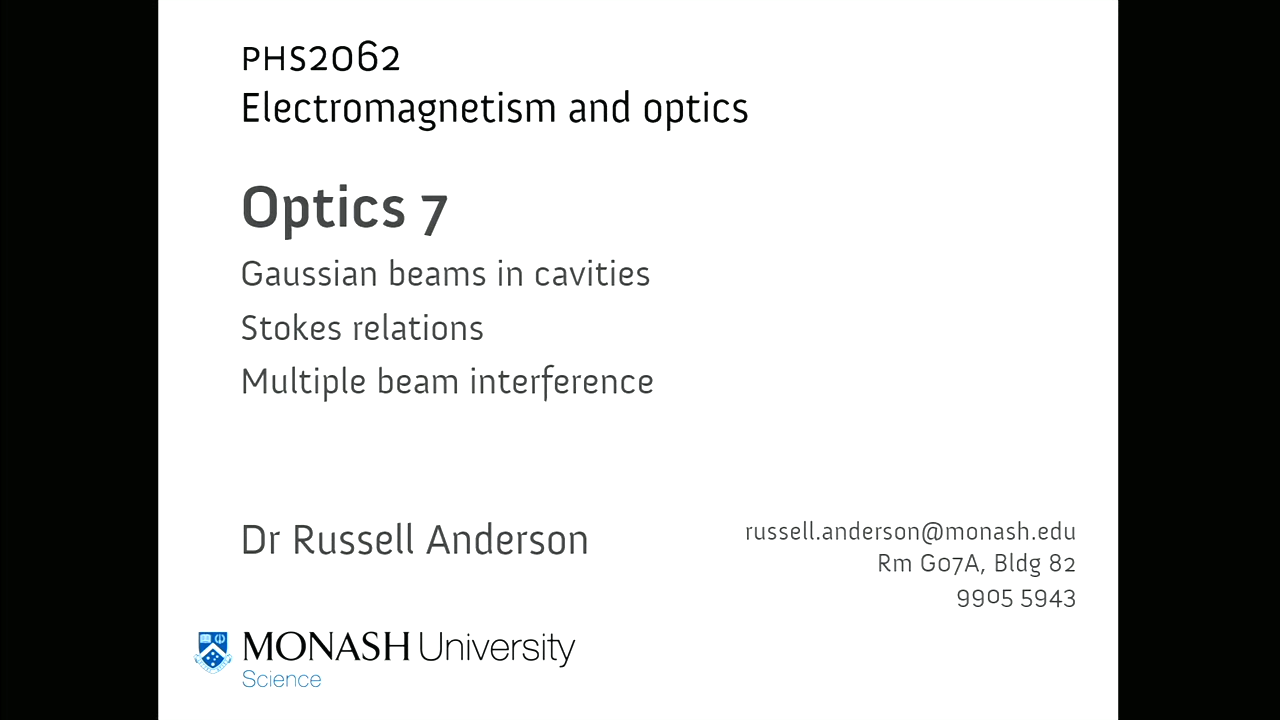 PHS2062
Electromagnetism and optics
Optics 7
Gaussian beams in cavities
Stokes relations
Multiple beam interference
Dr Russell Anderson
russell.anderson@monash.edu
Rm G07A, Bldg 82
9905 5943
MONASH University
Science